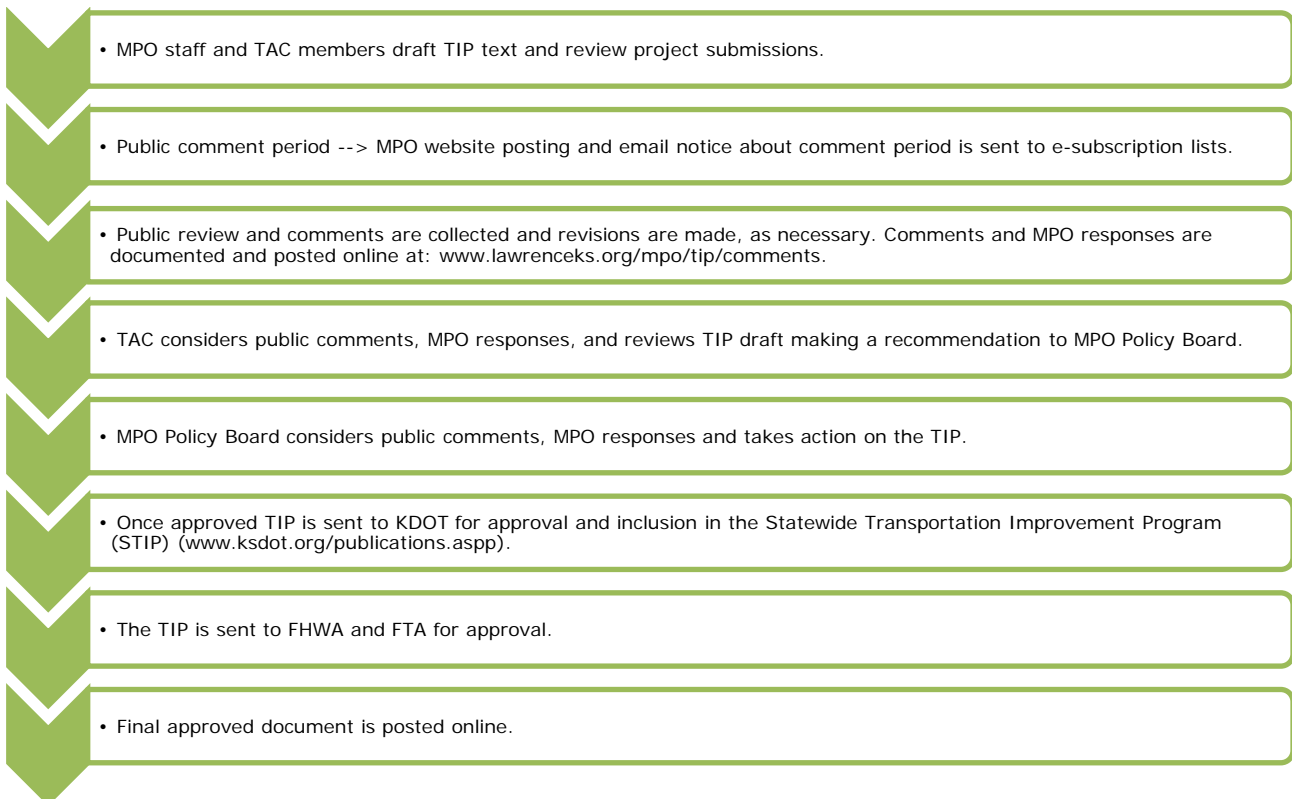 • MPO staff and TAC members draft TIP text and review project submissions.
• Public comment period --> MPO website posting and email notice about comment period is sent to e-subscription lists.
• Public review and comments are collected and revisions are made, as necessary. Comments and MPO responses are
documented and posted online at: www.lawrenceks.org/mpo/tip/comments.
• TAC considers public comments, MPO responses, and reviews TIP draft making a recommendation to MPO Policy Board.
• MPO Policy Board considers public comments, MPO responses and takes action on the TIP.
• Once approved TIP is sent to KDOT for approval and inclusion in the Statewide Transportation Improvement Program
(STIP) (www.ksdot.org/publications.aspp).
• The TIP is sent to FHWA and FTA for approval.
• Final approved document is posted online.